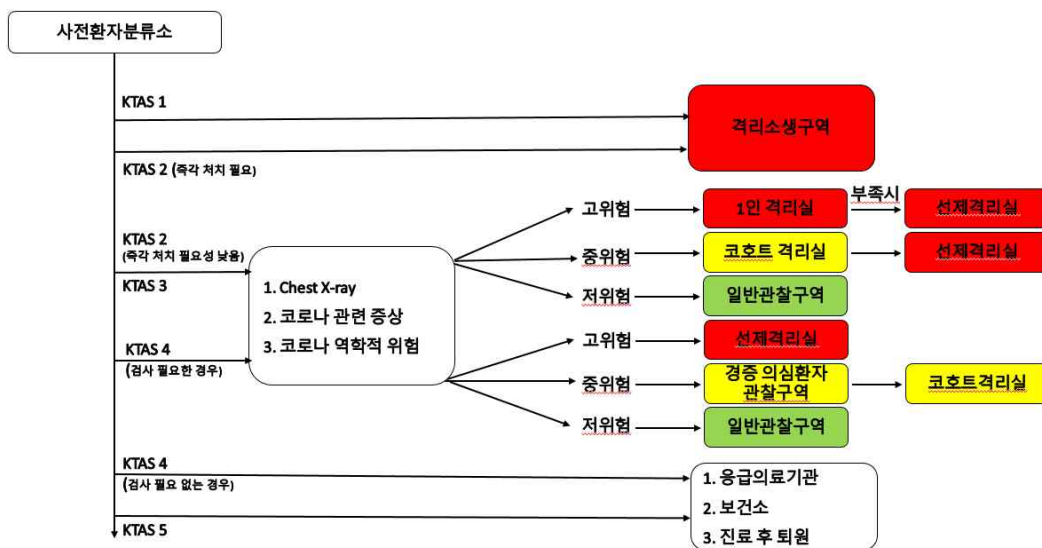 사전환자분류소
KTAS 1
격리소생구역
KTAS 2 (즉각 처치 필요)
고위험
1인 격리실
부족시
선제격리실
KTAS 2
(즉각 처치 필요성 낮음)
중위험
코호트 격리실
선제격리실
KTAS 3
저위험
일반관찰구역
1. Chest X-ray
2. 코로나 관련 증상
3. 코로나 역학적 위험
고위험
선제격리실
KTAS 4
(검사 필요한 경우)
중위험
경증 의심환자
관찰구역
코호트격리실
저위험
일반관찰구역
KTAS 4
(검사 필요 없는 경우)
1. 응급의료기관
2. 보건소
3. 진료 후 퇴원
KTAS 5